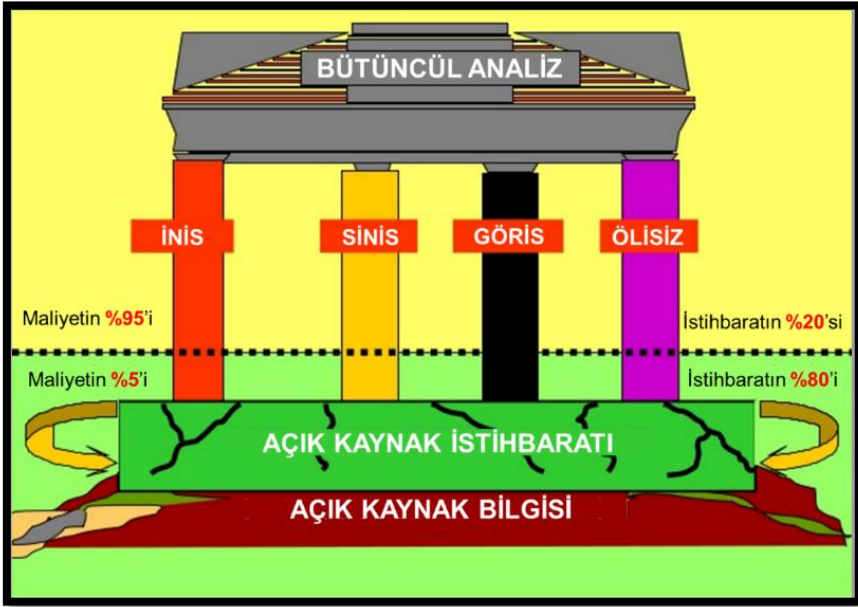 BÜTÜNCÜL ANALİZ
İNİS
SİNİS
GÖRİS
ÖLİSİZ
Maliyetin %95'i
İstihbaratın %20'si
Maliyetin %5'i
İstihbaratın %80'i
AÇIK KAYNAK İSTİHBARATI
AÇIK KAYNAK BİLGİSİ